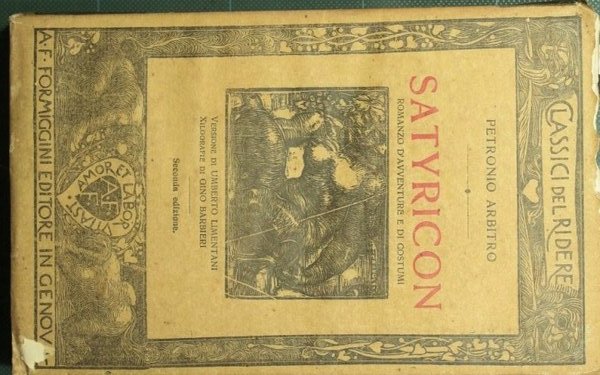 CLASSICI DEL RIDERE
PETRONIO ARBITRO
SATYRICON
ROMANZO D'AVVENTURE E DI COSTUMI
VERSIONE DI UMBERTO LIMENTANI
XILOGRAFIE DI GINO BARBIERI
Seconda edizione.
AMOR ET LABOR VITAST
A. F. FORMIGGINI EDITORE IN GENOVA